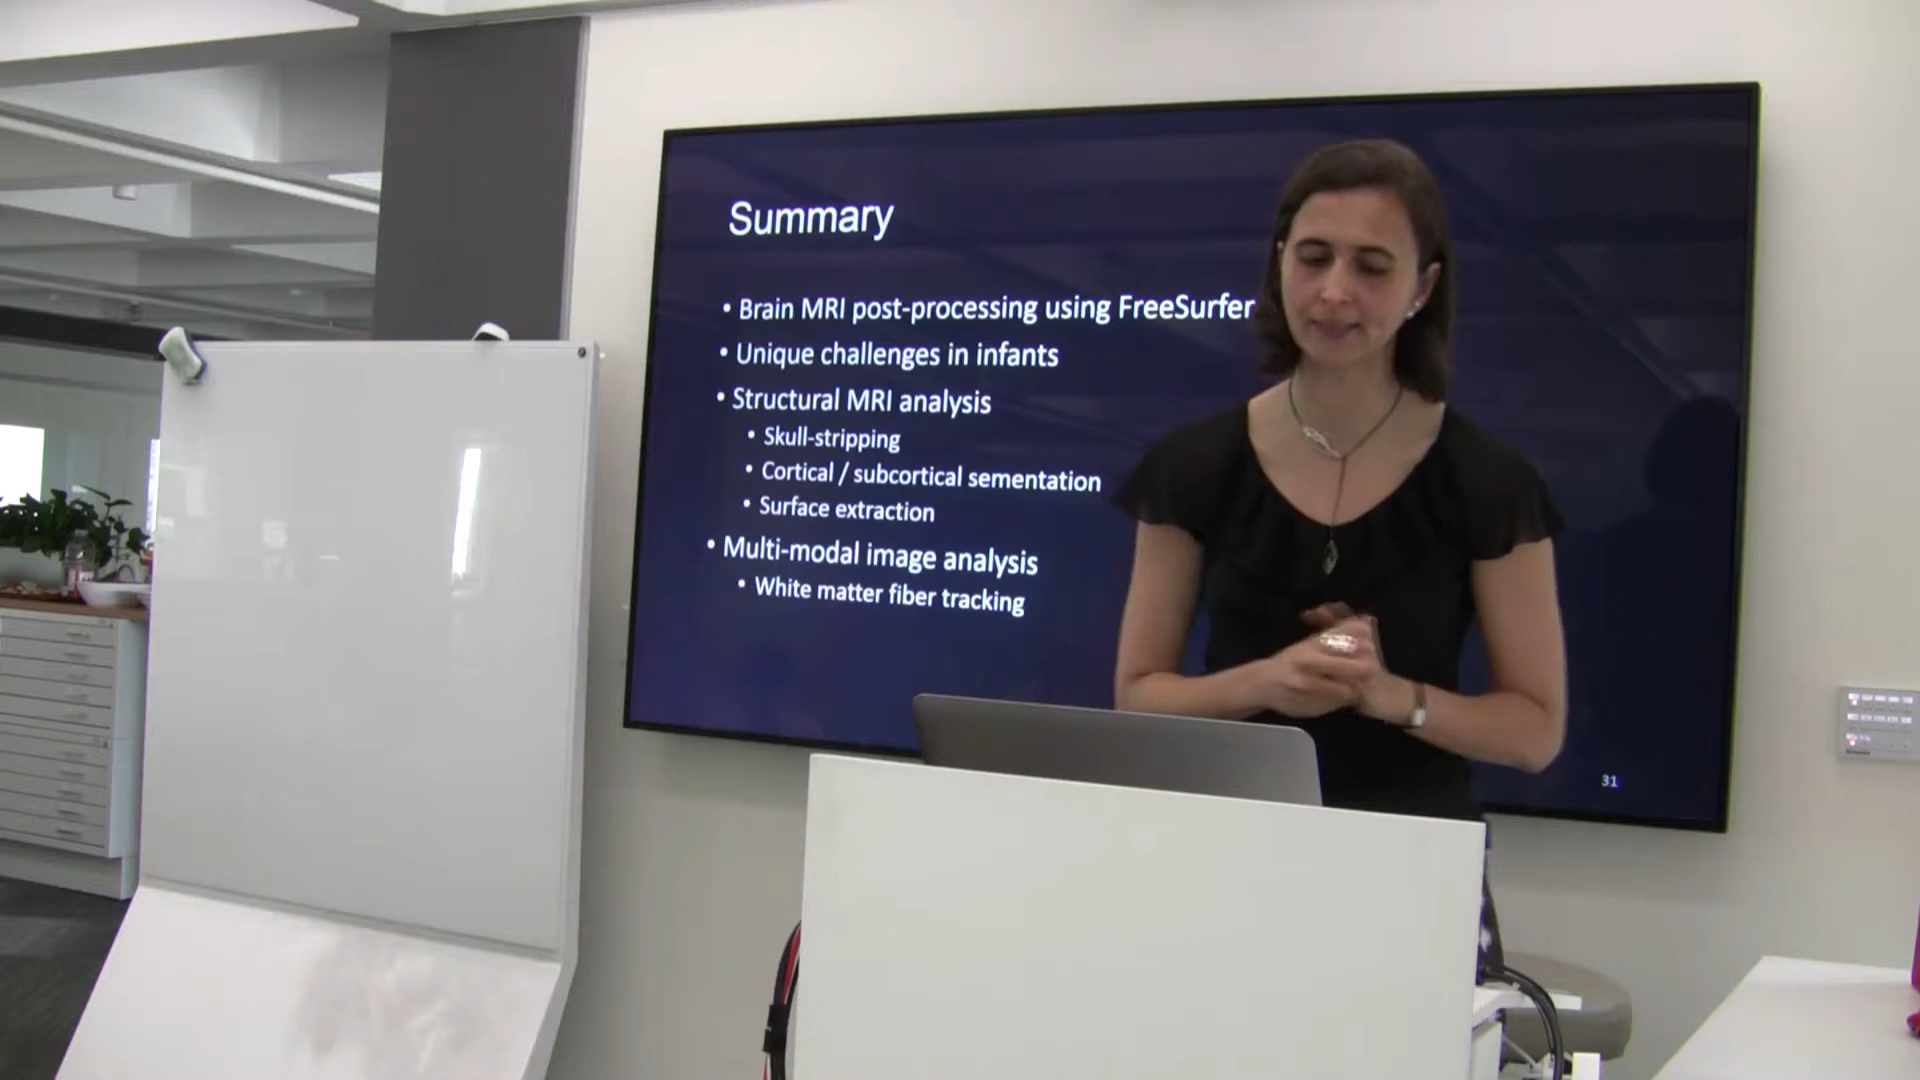 Summary
• Brain MRI post-processing using FreeSurfer
• Unique challenges in infants
• Structural MRI analysis
• Skull-stripping
• Cortical / subcortical sementation
• Surface extraction
• Multi-modal image analysis
• White matter fiber tracking
31